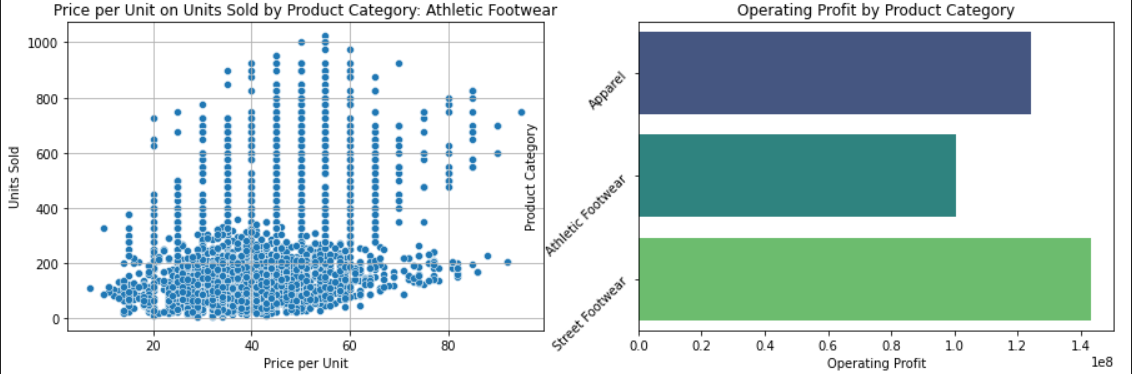 Price per Unit on Units Sold by Product Category: Athletic Footwear
Units Sold
1000
800
600
400
200
0
20
40
60
80
Price per Unit
Operating Profit by Product Category
Product Category
Apparel
Athletic Footwear
Street Footwear
0.0
0.2
0.4
0.6
0.8
1.0
1.2
1.4
1e8
Operating Profit